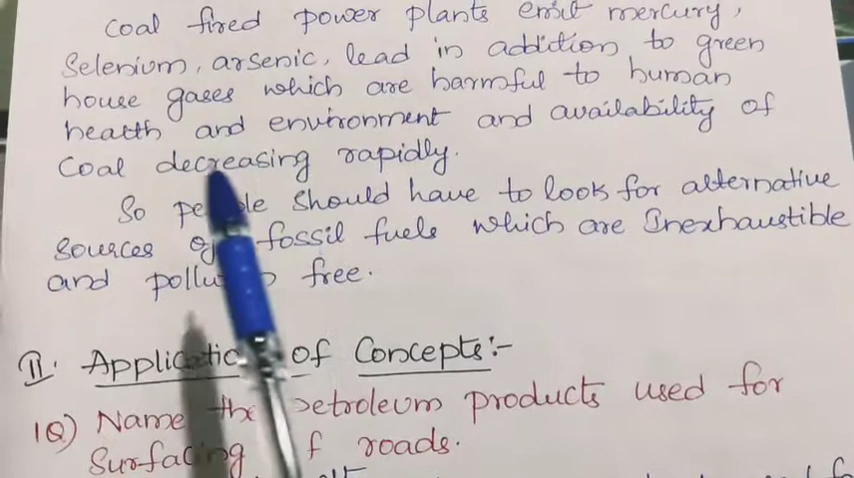 Coal fired power plants emit mercury,
Selenium, arsenic, lead in addition to green
house gases which are harmful to human
health and environment and availability of
Coal decreasing rapidly.
So should have to look for alternative
sources of fossil fuels which are Inexhaustible
and free.
II. Application of Concepts:-
1Q) Name the petroleum products used for
Surfacing of roads.